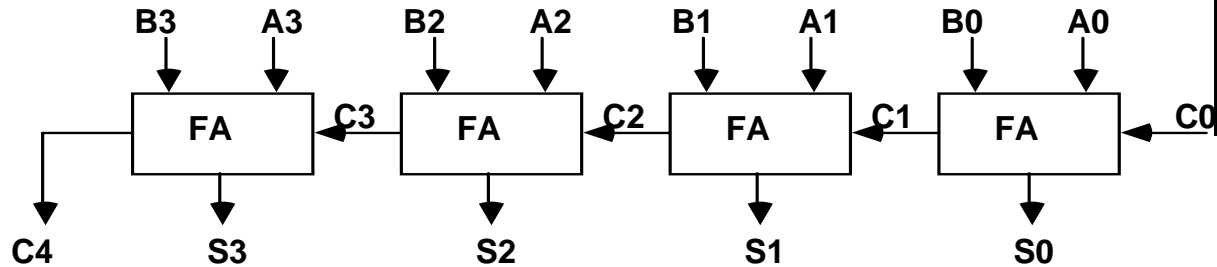 B3 A3 B2 A2 B1 A1 B0 A0
FA C3 FA C2 FA C1 FA C0
C4 S3 S2 S1 S0